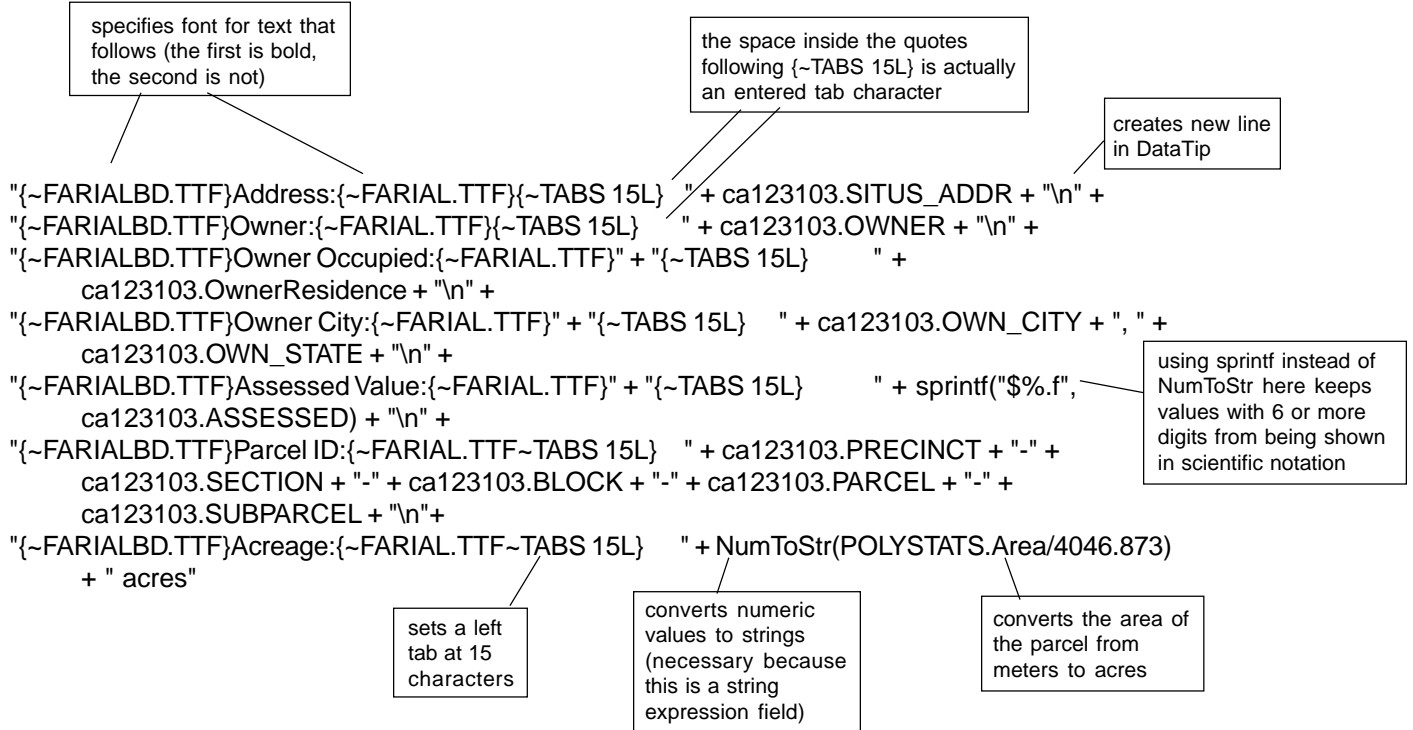 specifies font for text that
follows (the first is bold,
the second is not)
the space inside the quotes
following {~TABS 15L} is actually
an entered tab character
creates new line
in DataTip
"{~FARIALBD.TTF}Address:{~FARIAL.TTF}{~TABS 15L}    " + ca123103.SITUS_ADDR + "\n" +
"{~FARIALBD.TTF}Owner:{~FARIAL.TTF}{~TABS 15L}    " + ca123103.OWNER + "\n" +
"{~FARIALBD.TTF}Owner Occupied:{~FARIAL.TTF}" + "{~TABS 15L}    " +
ca123103.OwnerResidence + "\n" +
"{~FARIALBD.TTF}Owner City:{~FARIAL.TTF}" + "{~TABS 15L}    " + ca123103.OWN_CITY + ", " +
ca123103.OWN_STATE + "\n" +
"{~FARIALBD.TTF}Assessed Value:{~FARIAL.TTF}" + "{~TABS 15L}    " + sprintf("$%.f",
ca123103.ASSESSED) + "\n" +
"{~FARIALBD.TTF}Parcel ID:{~FARIAL.TTF~TABS 15L}    " + ca123103.PRECINCT + "-" +
ca123103.SECTION + "-" + ca123103.BLOCK + "-" + ca123103.PARCEL + "-" +
ca123103.SUBPARCEL + "\n"+
"{~FARIALBD.TTF}Acreage:{~FARIAL.TTF~TABS 15L}    " + NumToStr(POLYSTATS.Area/4046.873)
+ " acres"
using sprintf instead of
NumToStr here keeps
values with 6 or more
digits from being shown
in scientific notation
sets a left
tab at 15
characters
converts numeric
values to strings
(necessary because
this is a string
expression field)
converts the area of
the parcel from
meters to acres